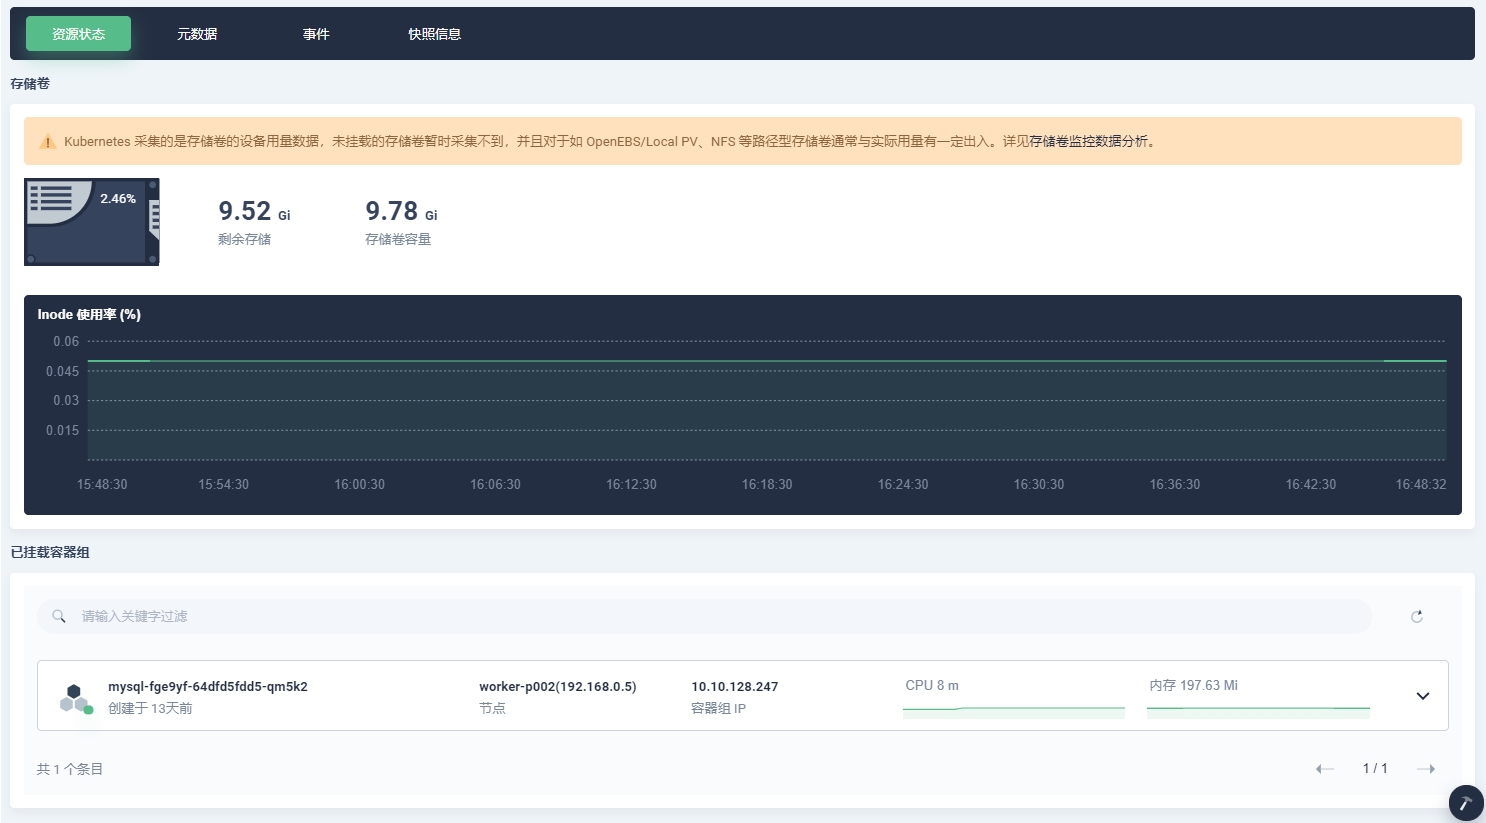 资源状态 元数据 事件 快照信息
存储卷
Kubernetes 采集的是存储卷的设备用量数据，未挂载的存储卷暂时采集不到，并且对于如 OpenEBS/Local PV、NFS 等路径型存储卷通常与实际用量有一定出入。详见存储卷监控数据分析。
2.46%
9.52 Gi
剩余存储
9.78 Gi
存储卷容量
Inode 使用率 (%)
0.06
0.045
0.03
0.015
15:48:30 15:54:30 16:00:30 16:06:30 16:12:30 16:18:30 16:24:30 16:30:30 16:36:30 16:42:30 16:48:32
已挂载容器组
请输入关键字过滤
mysql-fge9yf-64dfd5fdd5-qm5k2
创建于 13天前
worker-p002(192.168.0.5)
节点
10.10.128.247
容器组 IP
CPU 8 m
内存 197.63 Mi
共 1 个条目
1 / 1